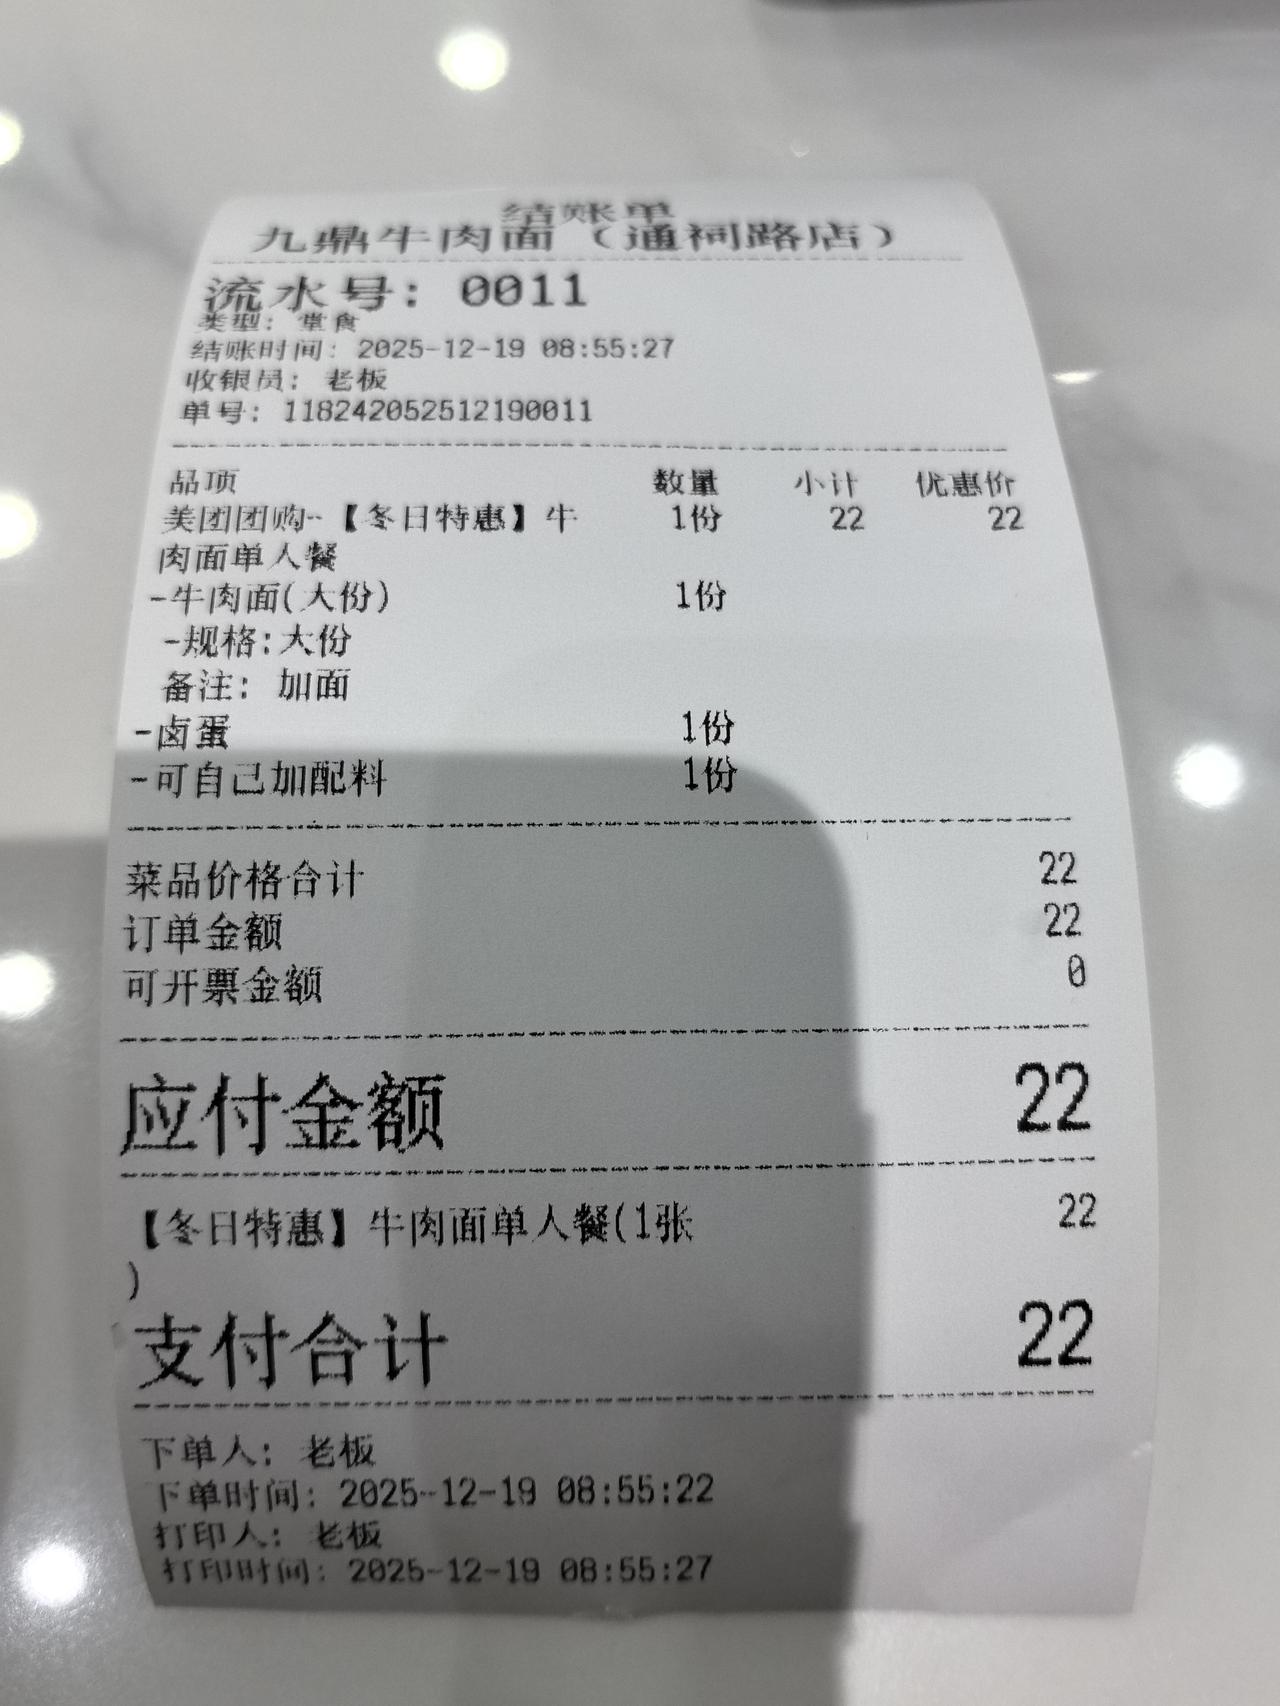 结账单
九鼎牛肉面（通祠路店）
流水号: 0011
类型: 堂食
结账时间: 2025-12-19 08:55:27
收银员: 老板
单号: 118242052512190011
品项 数量 小计 优惠价
美团团购-【冬日特惠】牛 1份 22 22
肉面单人餐
-牛肉面(大份) 1份
-规格:大份
备注: 加面
-卤蛋 1份
-可自己加配料 1份
菜品价格合计 22
订单金额 22
可开票金额 0
应付金额 22
【冬日特惠】牛肉面单人餐(1张 22
)
支付合计 22
下单人: 老板
下单时间: 2025-12-19 08:55:22
打印人: 老板
打印时间: 2025-12-19 08:55:27